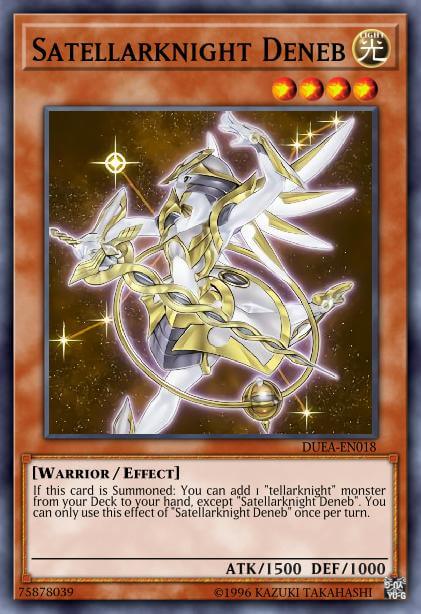 Satellarknight Deneb
LIGHT
光
DUEA-EN018
[Warrior / Effect]
If this card is Summoned: You can add 1 "tellarknight" monster
from your Deck to your hand, except "Satellarknight Deneb". You
can only use this effect of "Satellarknight Deneb" once per turn.
ATK/1500 DEF/1000
75878039
©1996 KAZUKI TAKAHASHI